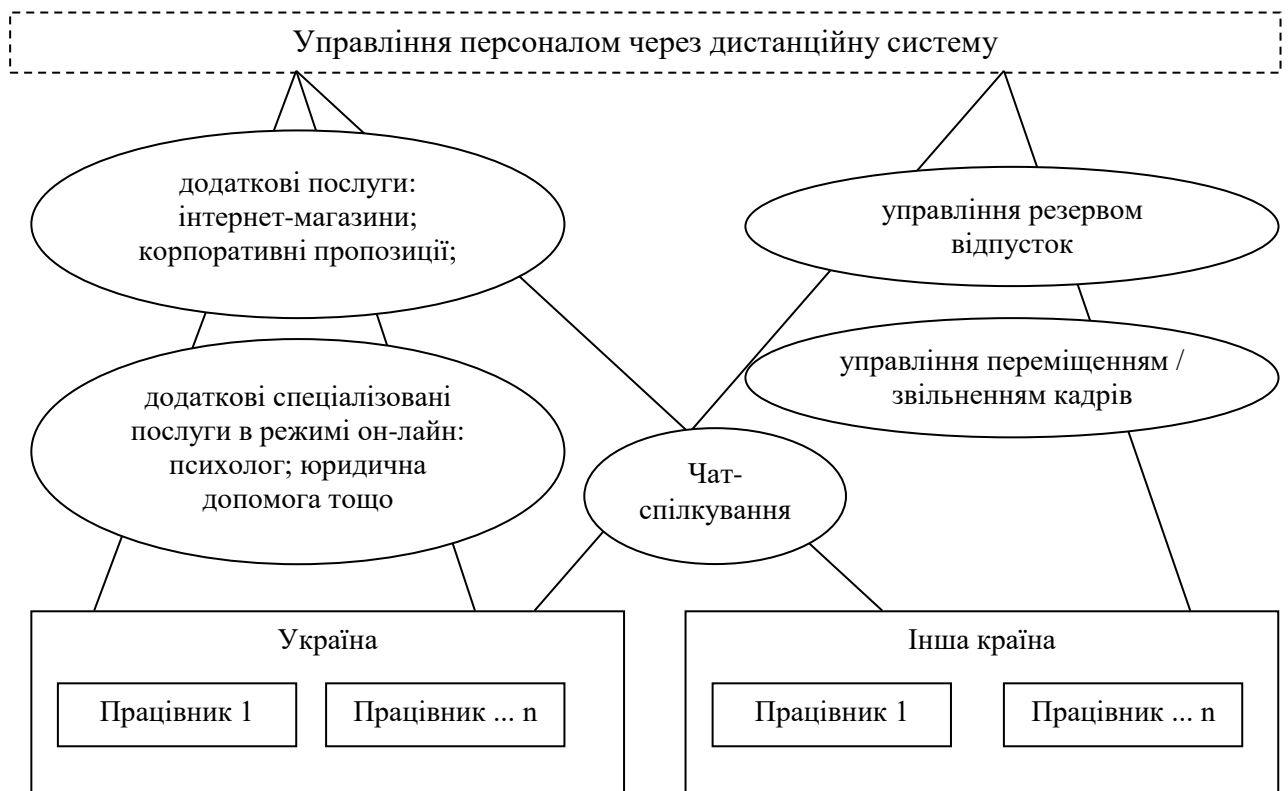 Управління персоналом через дистанційну систему
додаткові послуги:
інтернет-магазини;
корпоративні пропозиції;
управління резервом
відпусток
додаткові спеціалізовані
послуги в режимі он-лайн:
психолог; юридична
допомога тощо
управління переміщенням /
звільненням кадрів
Чат-
спілкування
Україна
Працівник 1
Працівник ... n
Інша країна
Працівник 1
Працівник ... n